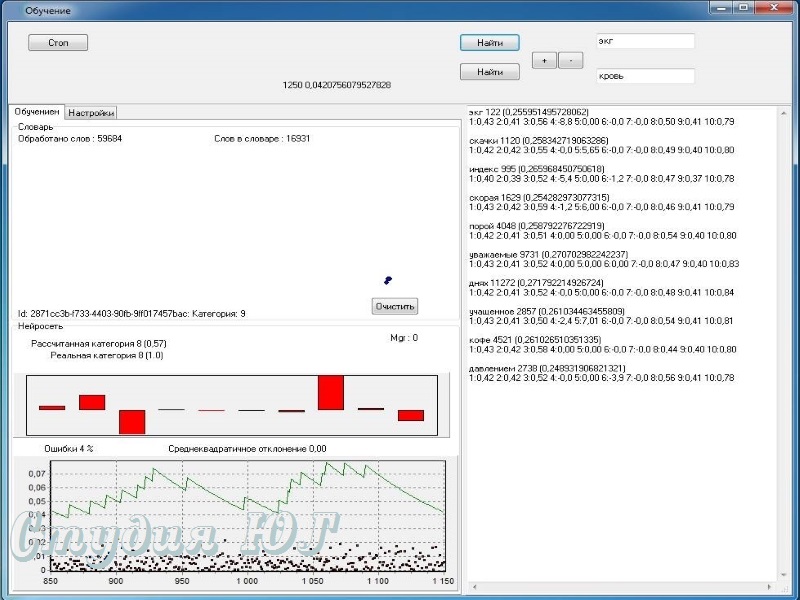 Обучение
Стоп
Найти
экг
+
-
Найти
кровь
1250 0,0420756079527828
Обучением
Настройки
Словарь
Обработано слов : 59684
Слов в словаре : 16931
Id: 2871cc3b-f733-4403-90fb-9ff017457bac: Категория: 9
Очистить
Нейросеть
Рассчитанная категория 8 (0,57)
Mgr : 0
Реальная категория 8 (1.0)
Ошибки 4 %
Среднеквадратичное отклонение 0,00
0,07
0,06
0,05
0,04
0,03
0,02
0,01
0
850
900
950
1 000
1 050
1 100
1 150
Студия ЮГ
экг 122 (0,255951495728062)
1:0,43 2:0,41 3:0,56 4:-8,8 5:0,00 6:-0,0 7:-0,0 8:0,50 9:0,41 10:0,79
скачки 1120 (0,258342719063286)
1:0,42 2:0,42 3:0,55 4:-0,0 5:5,65 6:-0,0 7:-0,0 8:0,49 9:0,40 10:0,80
индекс 995 (0,265968450750618)
1:0,40 2:0,39 3:0,52 4:-5,4 5:0,00 6:-1,2 7:-0,0 8:0,47 9:0,37 10:0,78
скорая 1629 (0,254282973077315)
1:0,43 2:0,42 3:0,59 4:-1,2 5:6,00 6:-0,0 7:-0,0 8:0,46 9:0,41 10:0,79
порой 4048 (0,258792276722919)
1:0,42 2:0,41 3:0,51 4:0,00 5:0,00 6:-0,0 7:-0,0 8:0,54 9:0,40 10:0,80
уважаемые 9731 (0,270702982242237)
1:0,43 2:0,41 3:0,52 4:0,00 5:0,00 6:0,00 7:-0,0 8:0,47 9:0,40 10:0,83
днях 11272 (0,271792214926724)
1:0,42 2:0,41 3:0,52 4:-0,0 5:0,00 6:-0,0 7:-0,0 8:0,48 9:0,41 10:0,84
учащенное 2857 (0,261034463455809)
1:0,43 2:0,41 3:0,50 4:-2,4 5:7,01 6:-0,0 7:-0,0 8:0,54 9:0,41 10:0,81
кофе 4521 (0,261026510351335)
1:0,43 2:0,42 3:0,58 4:0,00 5:0,00 6:-0,0 7:-0,0 8:0,44 9:0,40 10:0,80
давлением 2738 (0,248931906821321)
1:0,42 2:0,42 3:0,52 4:-0,0 5:0,00 6:-3,9 7:-0,0 8:0,56 9:0,41 10:0,78